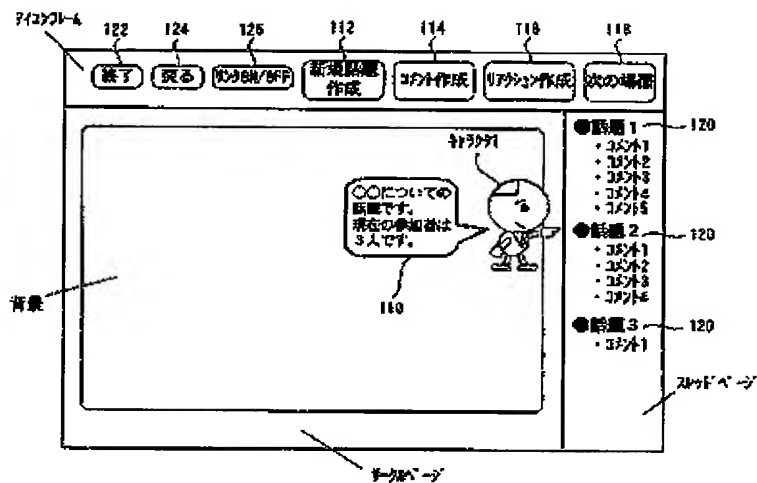 アイコンフレーム
122 124 126 112 114 116 118
終了 戻る リンクON/OFF 新規話題 コメント作成 リアクション作成 次の場面
作成
キャラクタ1
○○についての
話題です。
現在の参加者は
3人です。
110
背景
●話題1 120
・コメント1
・コメント2
・コメント3
・コメント4
・コメント5
●話題2 120
・コメント1
・コメント2
・コメント3
・コメント4
●話題3 120
・コメント1
スレッドページ
サークルページ